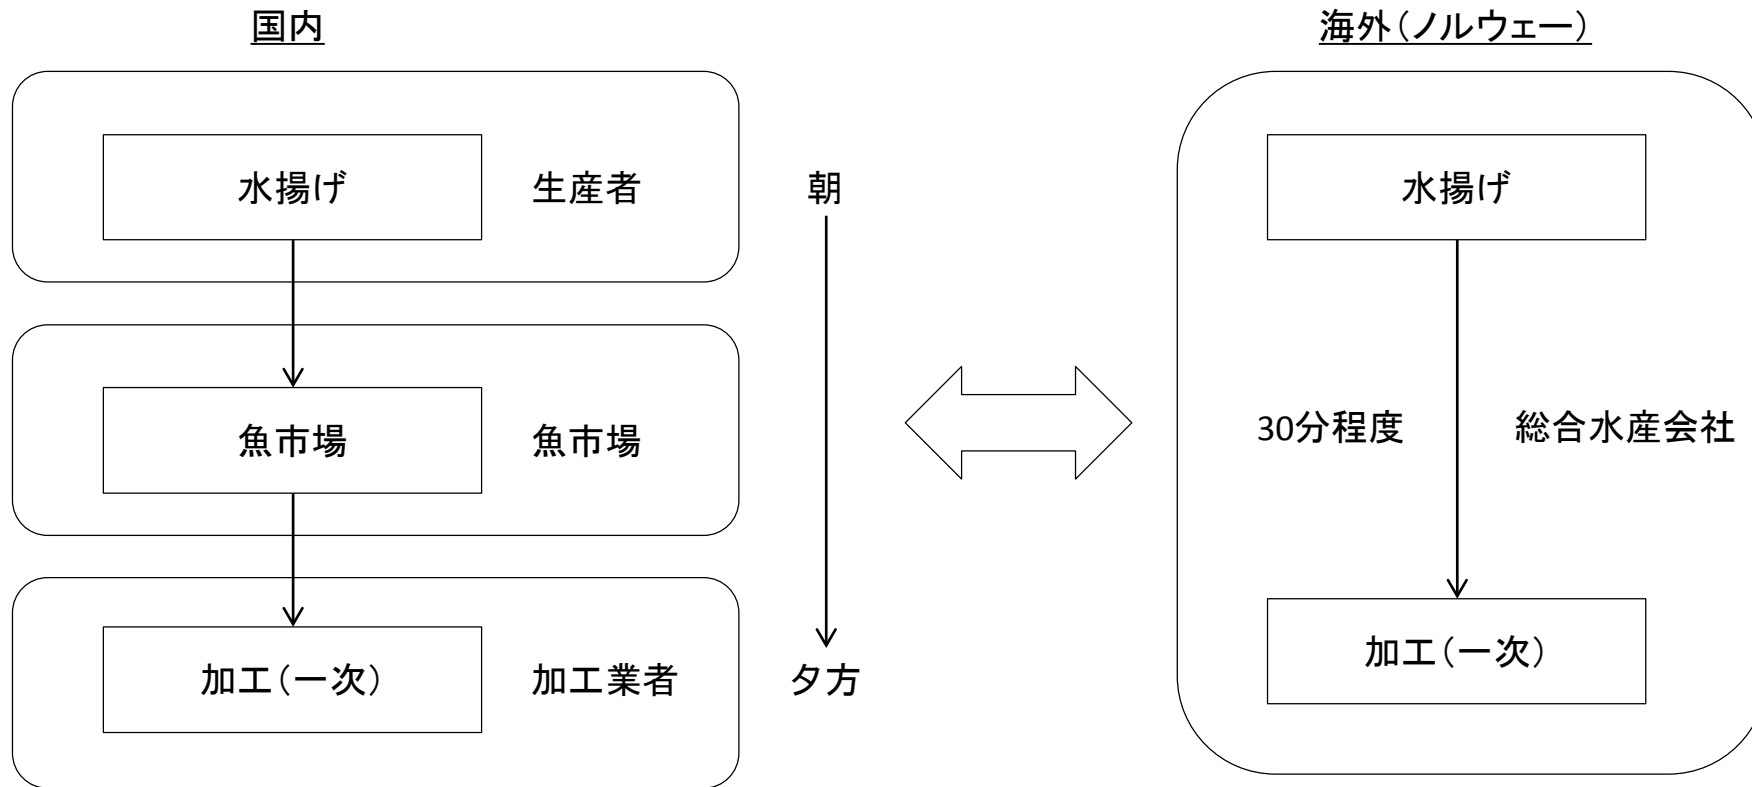 国内
水揚げ
生産者
朝
魚市場
魚市場
加工(一次)
加工業者
夕方
海外(ノルウェー)
水揚げ
30分程度
総合水産会社
加工(一次)